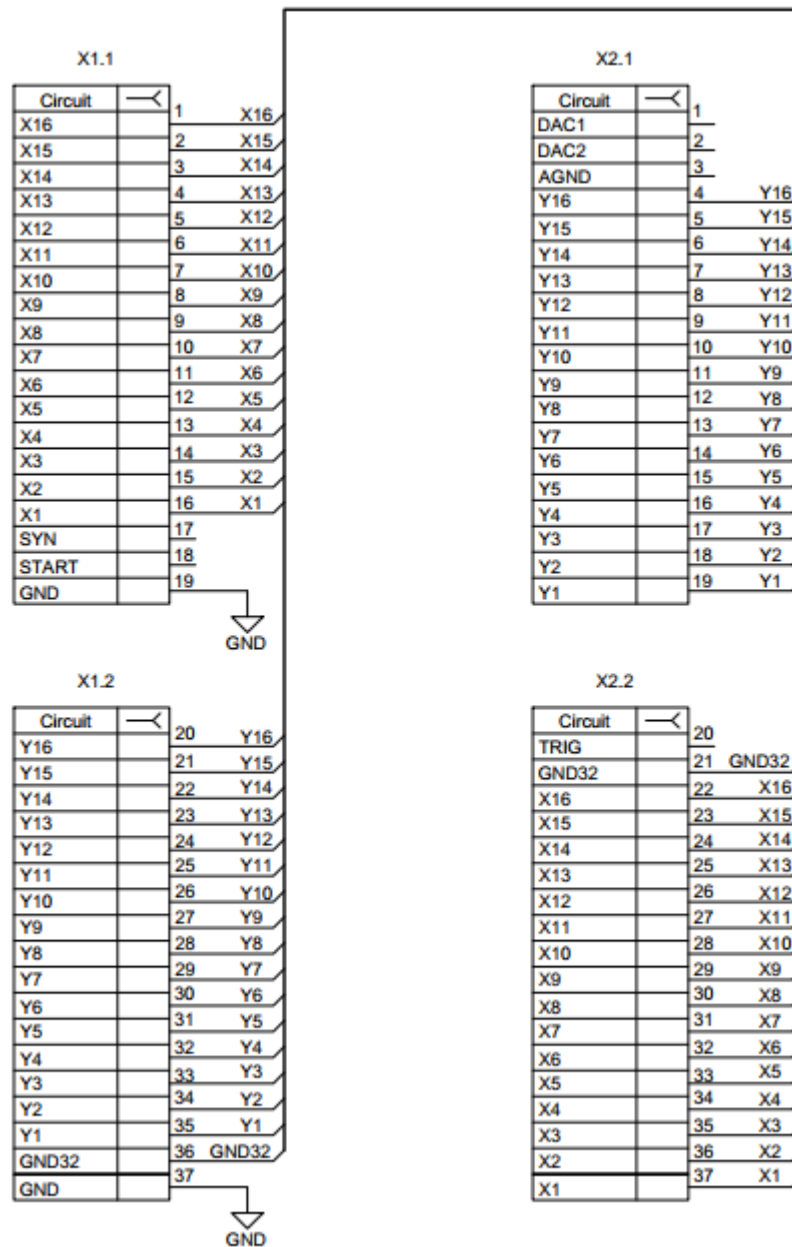 X1.1
Circuit
X16 1 X16
X15 2 X15
X14 3 X14
X13 4 X13
X12 5 X12
X11 6 X11
X10 7 X10
X9 8 X9
X8 9 X8
X7 10 X7
X6 11 X6
X5 12 X5
X4 13 X4
X3 14 X3
X2 15 X2
X1 16 X1
SYN 17
START 18
GND 19
GND
X2.1
Circuit
DAC1 1
DAC2 2
AGND 3
Y16 4 Y16
Y15 5 Y15
Y14 6 Y14
Y13 7 Y13
Y12 8 Y12
Y11 9 Y11
Y10 10 Y10
Y9 11 Y9
Y8 12 Y8
Y7 13 Y7
Y6 14 Y6
Y5 15 Y5
Y4 16 Y4
Y3 17 Y3
Y2 18 Y2
Y1 19 Y1
X1.2
Circuit
Y16 20 Y16
Y15 21 Y15
Y14 22 Y14
Y13 23 Y13
Y12 24 Y12
Y11 25 Y11
Y10 26 Y10
Y9 27 Y9
Y8 28 Y8
Y7 29 Y7
Y6 30 Y6
Y5 31 Y5
Y4 32 Y4
Y3 33 Y3
Y2 34 Y2
Y1 35 Y1
GND32 36 GND32
GND 37
GND
X2.2
Circuit
TRIG 20
GND32 21 GND32
X16 22 X16
X15 23 X15
X14 24 X14
X13 25 X13
X12 26 X12
X11 27 X11
X10 28 X10
X9 29 X9
X8 30 X8
X7 31 X7
X6 32 X6
X5 33 X5
X4 34 X4
X3 35 X3
X2 36 X2
X1 37 X1